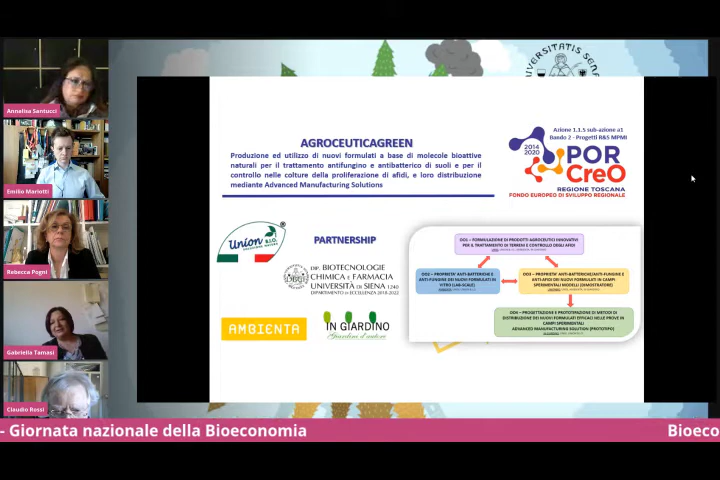 VERSITATIS SENA
Annalisa Santucci
Emilio Mariotti
Rebecca Pogni
Gabriella Tamasi
Claudio Rossi
AGROCEUTICAGREEN
Produzione ed utilizzo di nuovi formulati a base di molecole bioattive
naturali per il trattamento antifungino e antibatterico di suoli e per il
controllo nelle colture della proliferazione di afidi, e loro distribuzione
mediante Advanced Manufacturing Solutions
Azione 1.1.5 sub-azione a1
Bando 2 - Progetti R&S MPMI
2014
2020
POR
CreO
REGIONE TOSCANA
FONDO EUROPEO DI SVILUPPO REGIONALE
Union B.I.O.
PARTNERSHIP
DIP. BIOTECNOLOGIE
CHIMICA E FARMACIA
UNIVERSITÀ DI SIENA 1240
DIPARTIMENTO DI ECCELLENZA 2018-2022
AMBIENTA
IN GIARDINO
Giardini d'autore
OO1 – FORMULAZIONE DI PRODOTTI AGROCEUTICI INNOVATIVI
PER IL TRATTAMENTO DI TERRENI E CONTROLLO DEGLI AFIDI
OO2 – PROPRIETA' ANTI-BATTERICHE E
ANTI-FUNGINE DEI NUOVI FORMULATI IN
VITRO (LAB-SCALE)
OO3 – PROPRIETA' ANTI-BATTERICHE/ANTI-FUNGINE E
ANTI-AFIDI DEI NUOVI FORMULATI IN CAMPI
SPERIMENTALI MODELLI (DIMOSTRATORE)
OO4 – PROGETTAZIONE E PROTOTIPAZIONE DI METODI DI
DISTRIBUZIONE DEI NUOVI FORMULATI EFFICACI NELLE PROVE IN
CAMPI SPERIMENTALI
ADVANCED MANUFACTURING SOLUTION (PROTOTIPO)
- Giornata nazionale della Bioeconomia
Bioeco